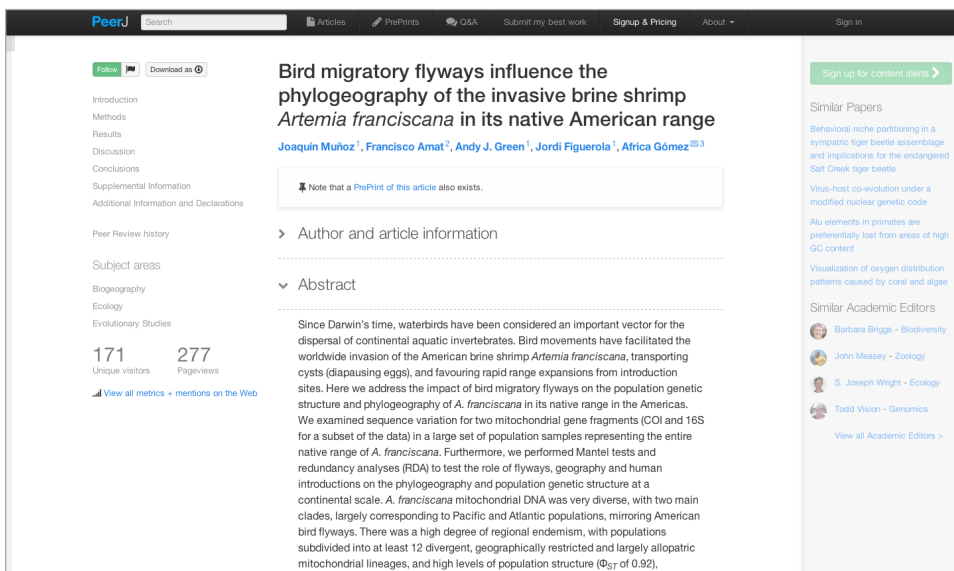 PeerJ Search Articles PrePrints Q&A Submit my best work Signup & Pricing About Sign in
Follow Download as
Introduction
Methods
Results
Discussion
Conclusions
Supplemental Information
Additional Information and Declarations
Peer Review history
Subject areas
Biogeography
Ecology
Evolutionary Studies
171 277
Unique visitors Pageviews
View all metrics + mentions on the Web
Bird migratory flyways influence the
phylogeography of the invasive brine shrimp
Artemia franciscana in its native American range
Joaquín Muñoz 1, Francisco Amat 2, Andy J. Green 1, Jordi Figuerola 1, Africa Gómez 3
Note that a PrePrint of this article also exists.
Author and article information
Abstract
Since Darwin's time, waterbirds have been considered an important vector for the
dispersal of continental aquatic invertebrates. Bird movements have facilitated the
worldwide invasion of the American brine shrimp Artemia franciscana, transporting
cysts (diapausing eggs), and favouring rapid range expansions from introduction
sites. Here we address the impact of bird migratory flyways on the population genetic
structure and phylogeography of A. franciscana in its native range in the Americas.
We examined sequence variation for two mitochondrial gene fragments (COI and 16S
for a subset of the data) in a large set of population samples representing the entire
native range of A. franciscana. Furthermore, we performed Mantel tests and
redundancy analyses (RDA) to test the role of flyways, geography and human
introductions on the phylogeography and population genetic structure at a
continental scale. A. franciscana mitochondrial DNA was very diverse, with two main
clades, largely corresponding to Pacific and Atlantic populations, mirroring American
bird flyways. There was a high degree of regional endemism, with populations
subdivided into at least 12 divergent, geographically restricted and largely allopatric
mitochondrial lineages, and high levels of population structure (ΦST of 0.92),
Sign up for content alerts
Similar Papers
Behavioral niche partitioning in a
sympatric tiger beetle assemblage
and implications for the endangered
Salt Creek tiger beetle
Virus-host co-evolution under a
modified nuclear genetic code
Alu elements in primates are
preferentially lost from areas of high
GC content
Visualization of oxygen distribution
patterns caused by coral and algae
Similar Academic Editors
Barbara Briggs - Biodiversity
John Measey - Zoology
S. Joseph Wright - Ecology
Todd Vision - Genomics
View all Academic Editors >